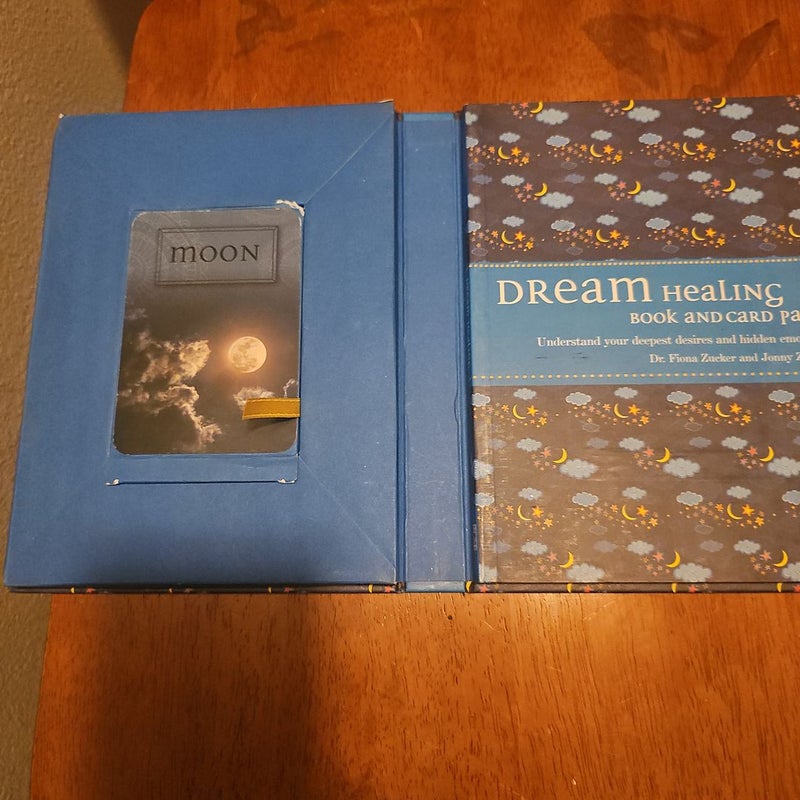 moon
DReam HeaLING
BOOK aND CARD Pa
Understand your deepest desires and hidden emo
Dr. Fiona Zucker and Jonny Z